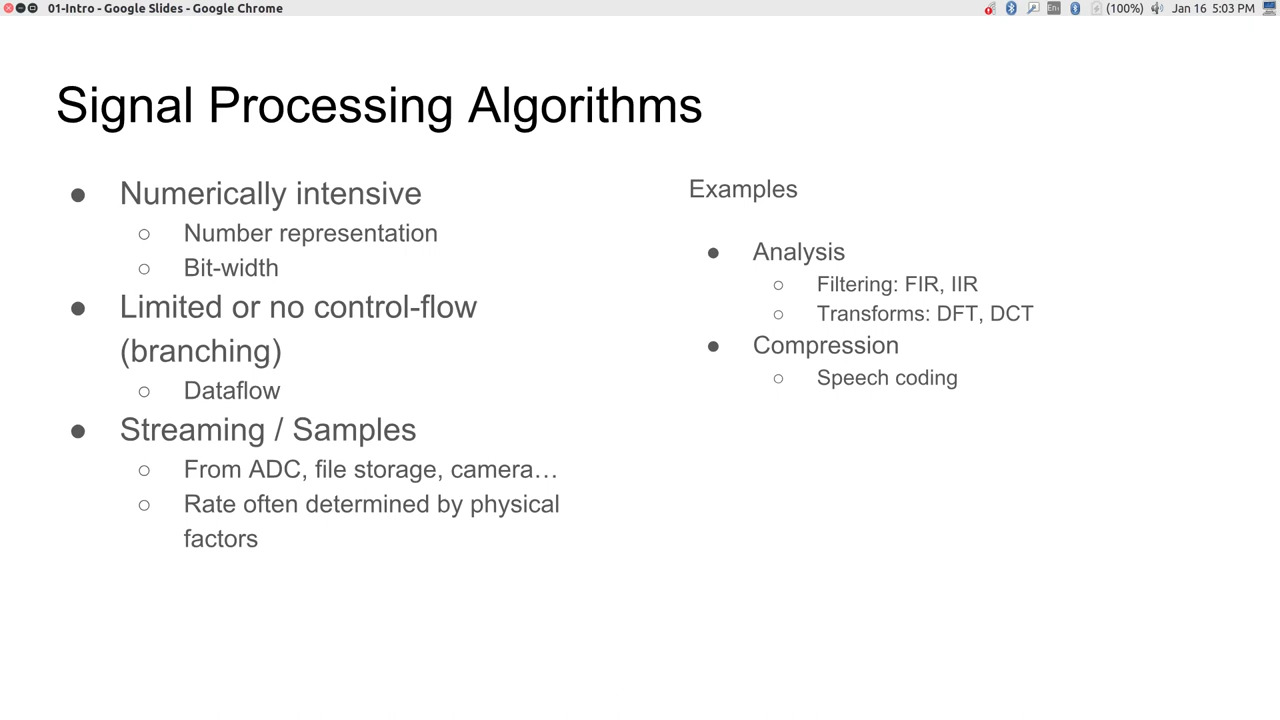 01-Intro - Google Slides - Google Chrome
En
(100%)
Jan 16 5:03 PM
Signal Processing Algorithms
● Numerically intensive
○ Number representation
○ Bit-width
● Limited or no control-flow
(branching)
○ Dataflow
● Streaming / Samples
○ From ADC, file storage, camera…
○ Rate often determined by physical
factors
Examples
● Analysis
○ Filtering: FIR, IIR
○ Transforms: DFT, DCT
● Compression
○ Speech coding